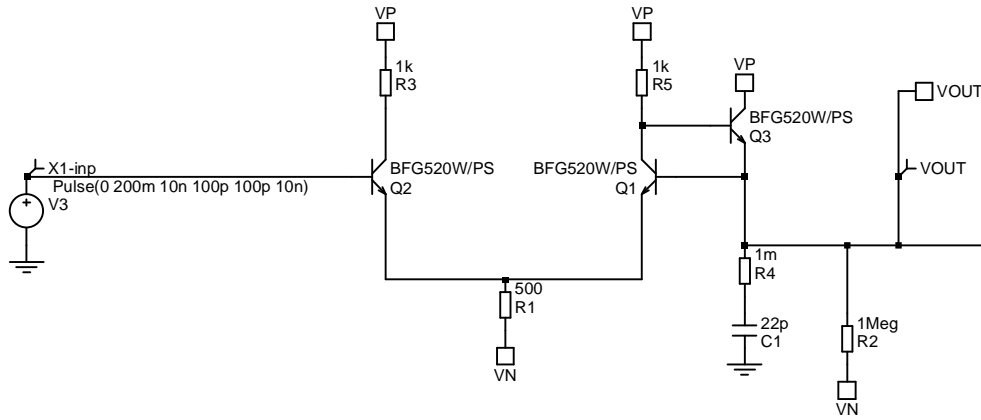 VP
1k
R3
VP
1k
R5
VP
BFG520W/PS
Q3
VOUT
X1-inp
Pulse(0 200m 10n 100p 100p 10n)
V3
BFG520W/PS
Q2
BFG520W/PS
Q1
VOUT
500
R1
VN
1m
R4
22p
C1
1Meg
R2
VN